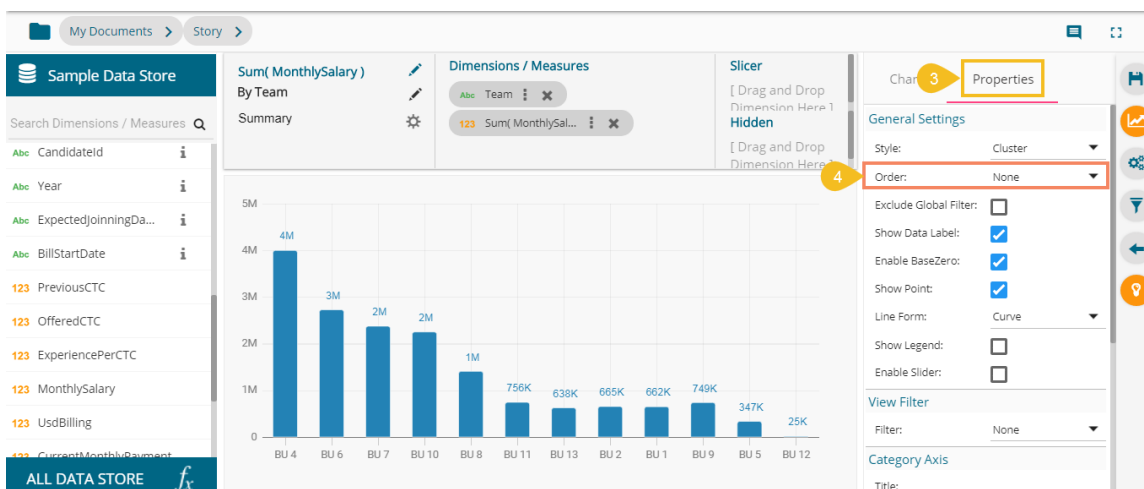 My Documents
Story
Sample Data Store
Search Dimensions / Measures
Abc CandidateId i
Abc Year i
Abc ExpectedJoinningDa... i
Abc BillStartDate i
123 PreviousCTC
123 OfferedCTC
123 ExperiencePerCTC
123 MonthlySalary
123 UsdBilling
123 CurrentMonthlyPayment
ALL DATA STORE fx
Sum( MonthlySalary )
By Team
Summary
Dimensions / Measures
Abc Team
123 Sum( MonthlySal...
Slicer
[ Drag and Drop
Dimension Here ]
Hidden
[ Drag and Drop
Dimension Here ]
5M
4M
3M
2M
1M
0
4M
3M
2M
2M
1M
756K
638K
665K
662K
749K
347K
25K
BU 4 BU 6 BU 7 BU 10 BU 8 BU 11 BU 13 BU 2 BU 1 BU 9 BU 5 BU 12
3
Properties
General Settings
Style: Cluster
4
Order: None
Exclude Global Filter:
Show Data Label:
Enable BaseZero:
Show Point:
Line Form: Curve
Show Legend:
Enable Slider:
View Filter
Filter: None
Category Axis
Title: